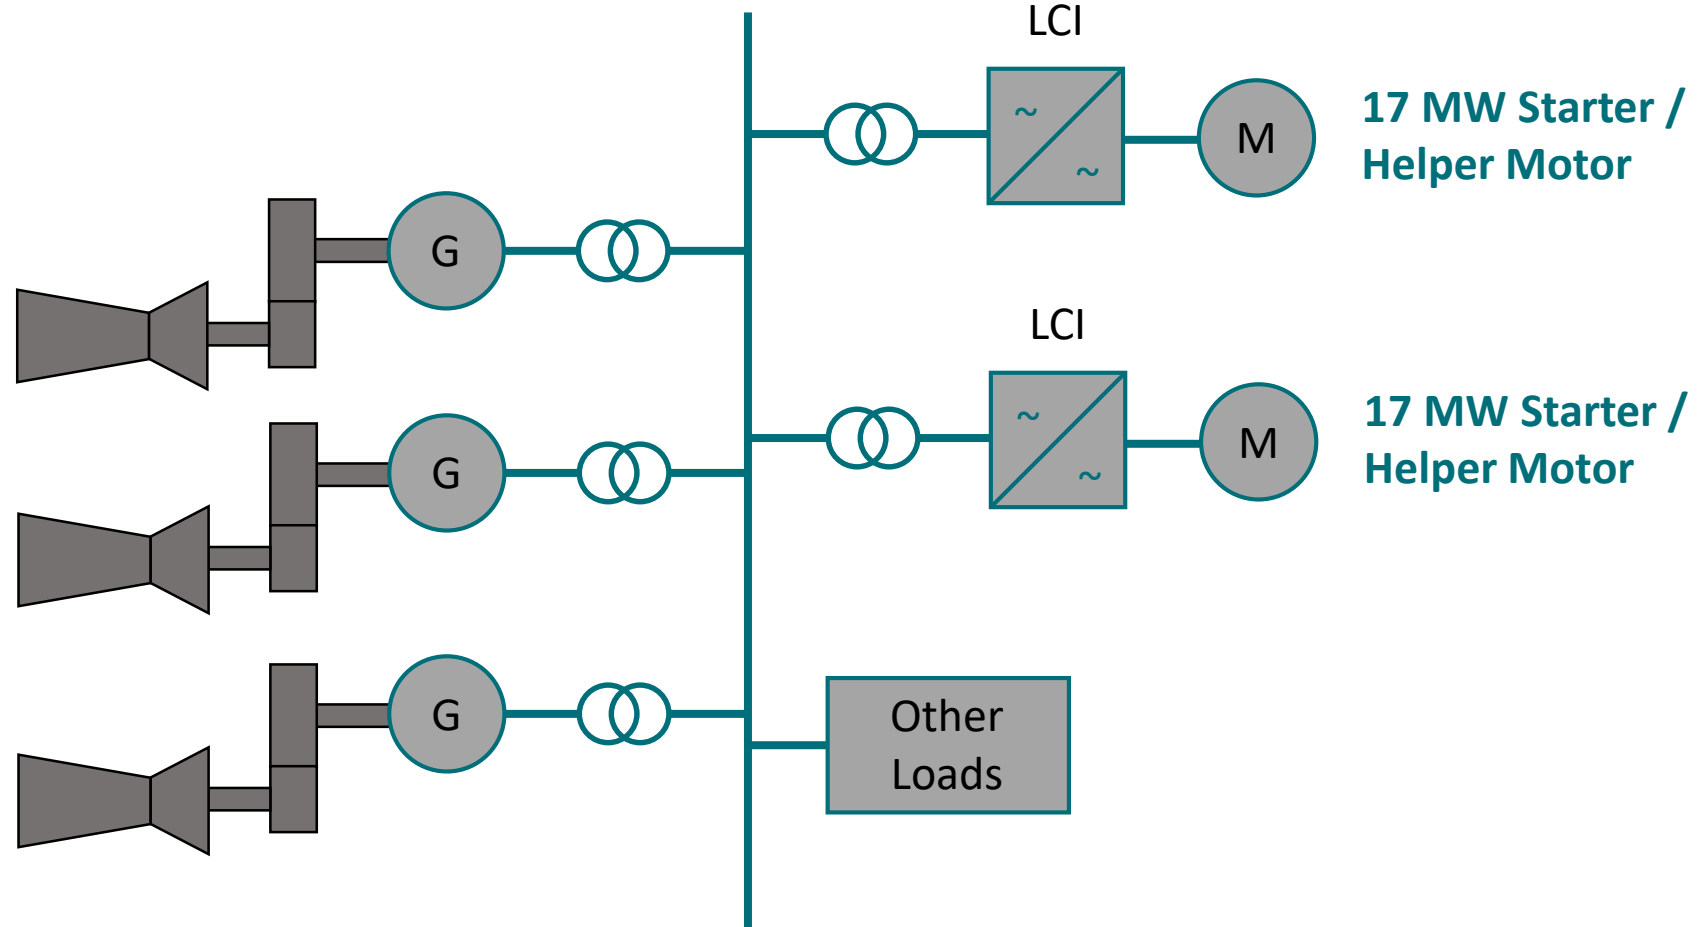 LCI
~
~
M
17 MW Starter /
Helper Motor
G
LCI
~
~
M
17 MW Starter /
Helper Motor
G
G
Other
Loads